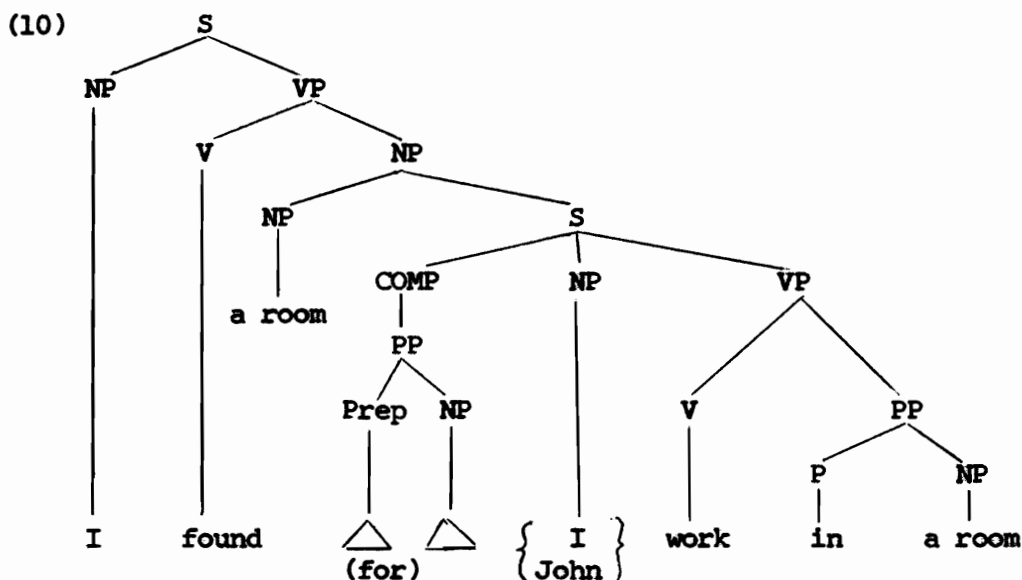 (10) S
NP VP
V NP
NP S
COMP NP VP
a room
PP
Prep NP V PP
P NP
I found I work in a room
(for) John